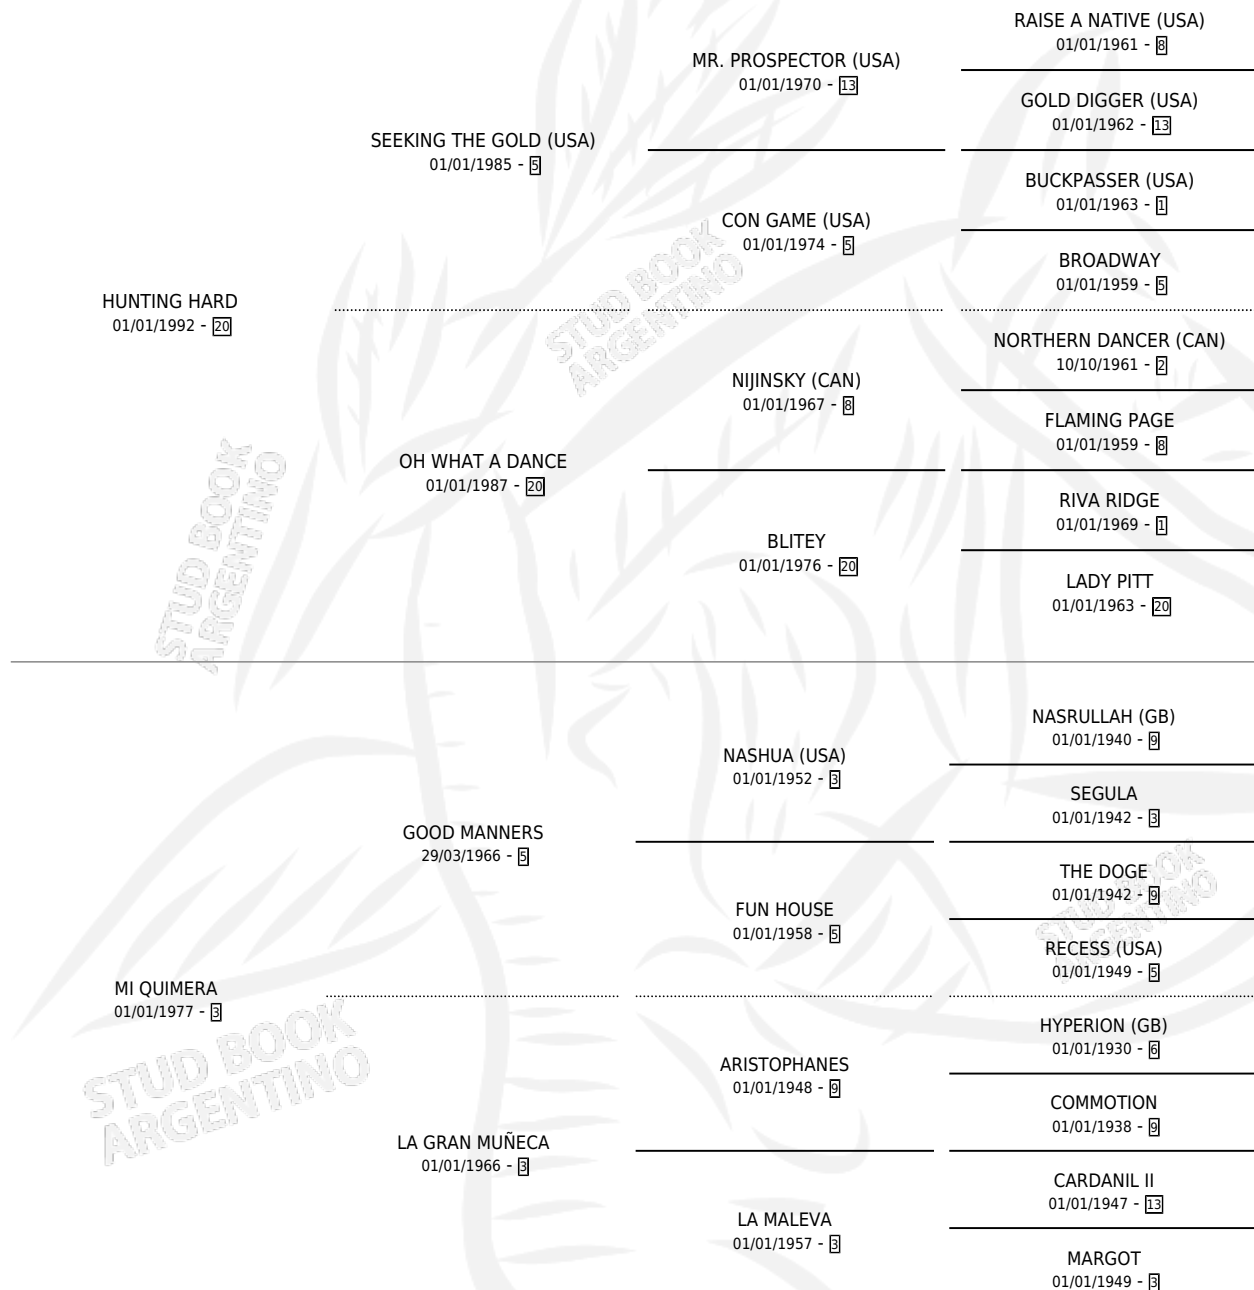 RAISE A NATIVE (USA)
01/01/1961 - 8
MR. PROSPECTOR (USA)
01/01/1970 - 13
GOLD DIGGER (USA)
01/01/1962 - 13
SEEKING THE GOLD (USA)
01/01/1985 - 5
BUCKPASSER (USA)
01/01/1963 - 1
CON GAME (USA)
01/01/1974 - 5
BROADWAY
01/01/1959 - 5
HUNTING HARD
01/01/1992 - 20
NORTHERN DANCER (CAN)
10/10/1961 - 2
NIJINSKY (CAN)
01/01/1967 - 8
FLAMING PAGE
01/01/1959 - 8
OH WHAT A DANCE
01/01/1987 - 20
RIVA RIDGE
01/01/1969 - 1
BLITEY
01/01/1976 - 20
LADY PITT
01/01/1963 - 20
NASRULLAH (GB)
01/01/1940 - 9
NASHUA (USA)
01/01/1952 - 3
SEGULA
01/01/1942 - 3
GOOD MANNERS
29/03/1966 - 5
THE DOGE
01/01/1942 - 9
FUN HOUSE
01/01/1958 - 5
RECESS (USA)
01/01/1949 - 5
MI QUIMERA
01/01/1977 - 3
HYPERION (GB)
01/01/1930 - 6
ARISTOPHANES
01/01/1948 - 9
COMMOTION
01/01/1938 - 9
LA GRAN MUÑECA
01/01/1966 - 3
CARDANIL II
01/01/1947 - 13
LA MALEVA
01/01/1957 - 3
MARGOT
01/01/1949 - 3
STUD BOOK
ARGENTINO
STUD BOOK
ARGENTINO
STUD BOOK
ARGENTINO
STUD BOOK
ARGENTINO